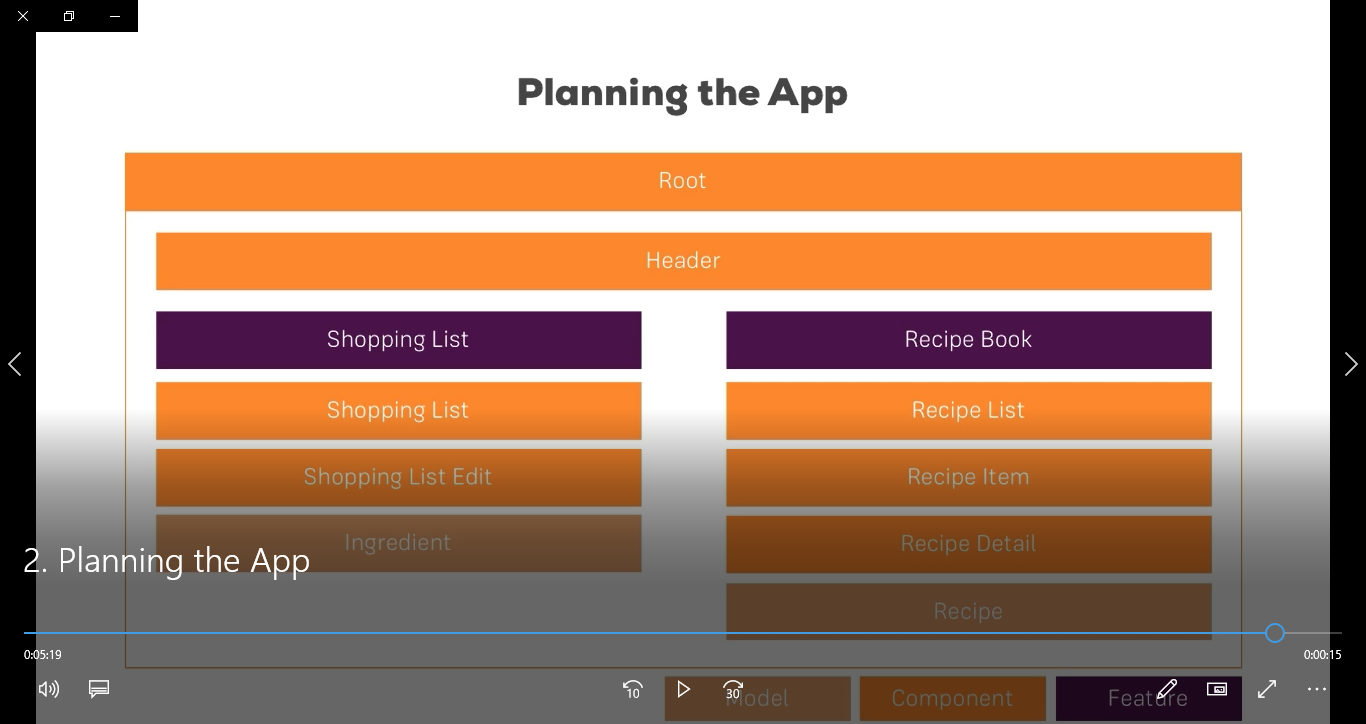 Planning the App
Root
Header
Shopping List
Recipe Book
Shopping List
Recipe List
Shopping List Edit
Recipe Item
Ingredient
Recipe Detail
2. Planning the App
Recipe
0:05:19
0:00:15
10
30
Model
Component
Feature